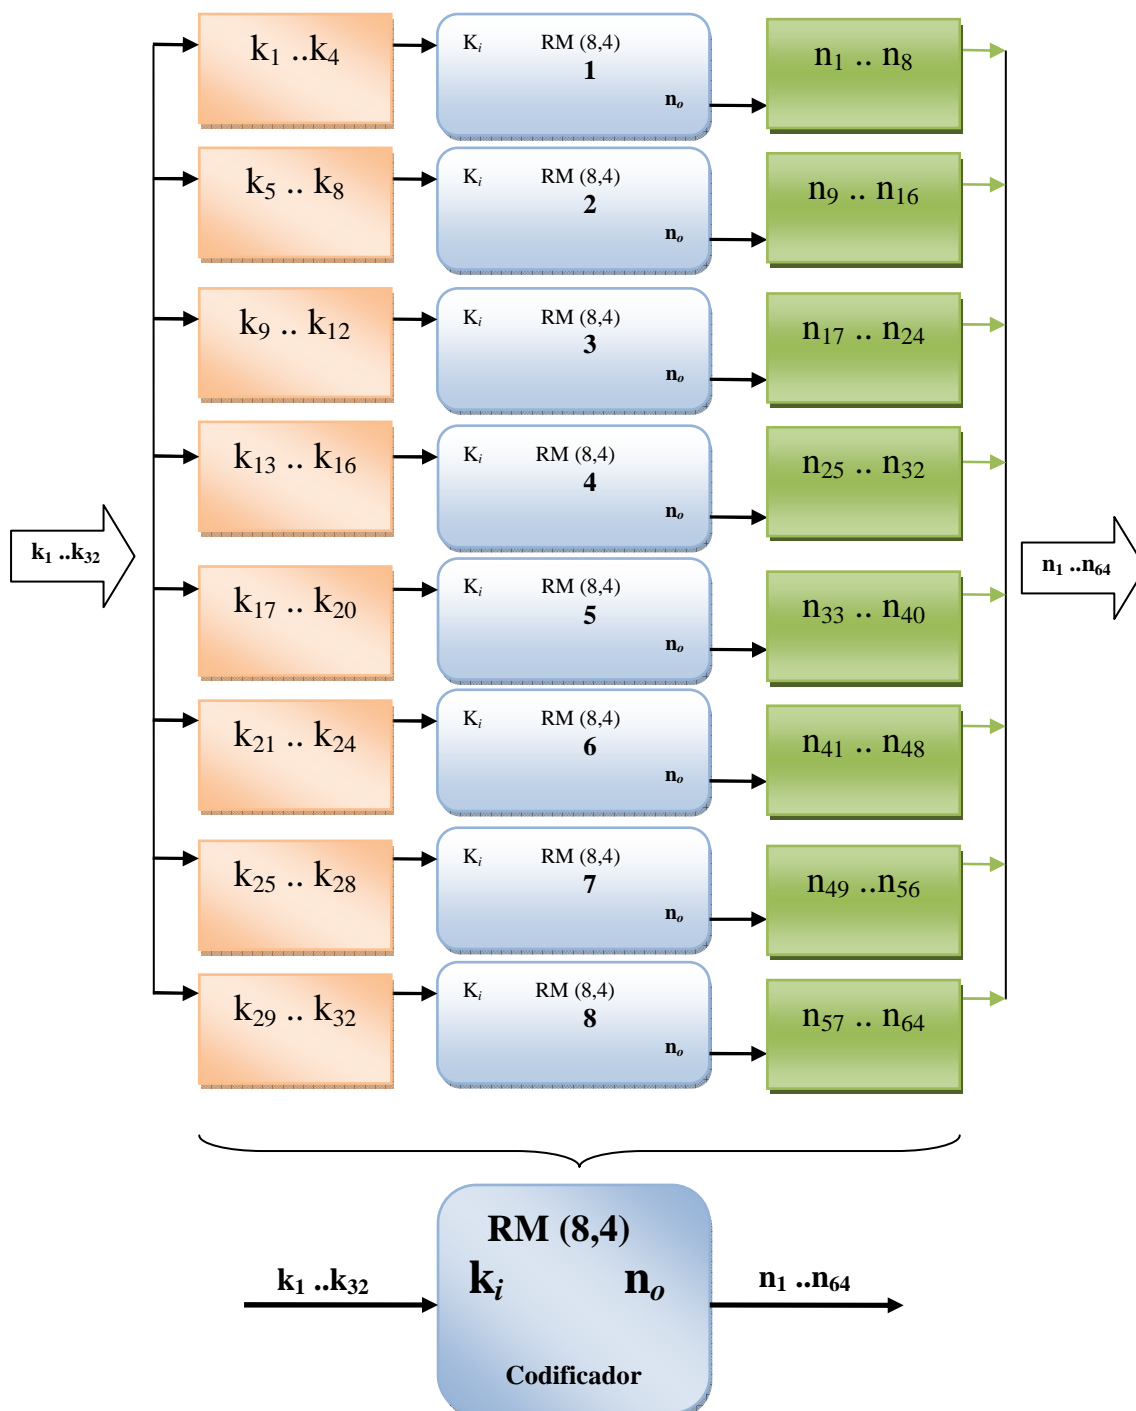 k₁ ..k₄ Kᵢ RM (8,4) n₁ .. n₈
1
nₒ
k₅ .. k₈ Kᵢ RM (8,4) n₉ .. n₁₆
2
nₒ
k₉ .. k₁₂ Kᵢ RM (8,4) n₁₇ .. n₂₄
3
nₒ
k₁₃ .. k₁₆ Kᵢ RM (8,4) n₂₅ .. n₃₂
4
nₒ
k₁ ..k₃₂ n₁ ..n₆₄
k₁₇ .. k₂₀ Kᵢ RM (8,4) n₃₃ .. n₄₀
5
nₒ
k₂₁ .. k₂₄ Kᵢ RM (8,4) n₄₁ .. n₄₈
6
nₒ
k₂₅ .. k₂₈ Kᵢ RM (8,4) n₄₉ ..n₅₆
7
nₒ
k₂₉ .. k₃₂ Kᵢ RM (8,4) n₅₇ .. n₆₄
8
nₒ
RM (8,4)
k₁ ..k₃₂ kᵢ nₒ n₁ ..n₆₄
Codificador